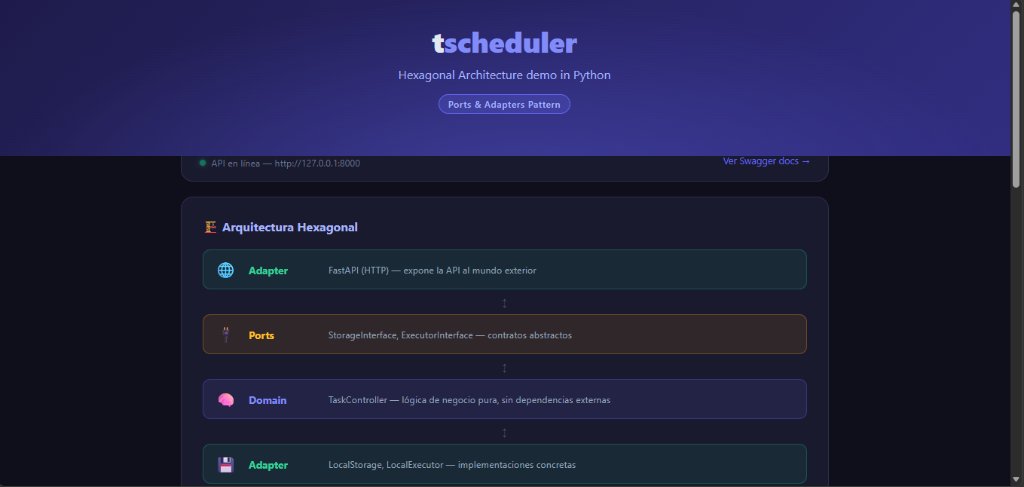 tscheduler
Hexagonal Architecture demo in Python
Ports & Adapters Pattern
API en línea — http://127.0.0.1:8000
Ver Swagger docs →
Arquitectura Hexagonal
Adapter
FastAPI (HTTP) — expone la API al mundo exterior
↕
Ports
StorageInterface, ExecutorInterface — contratos abstractos
↕
Domain
TaskController — lógica de negocio pura, sin dependencias externas
↕
Adapter
LocalStorage, LocalExecutor — implementaciones concretas